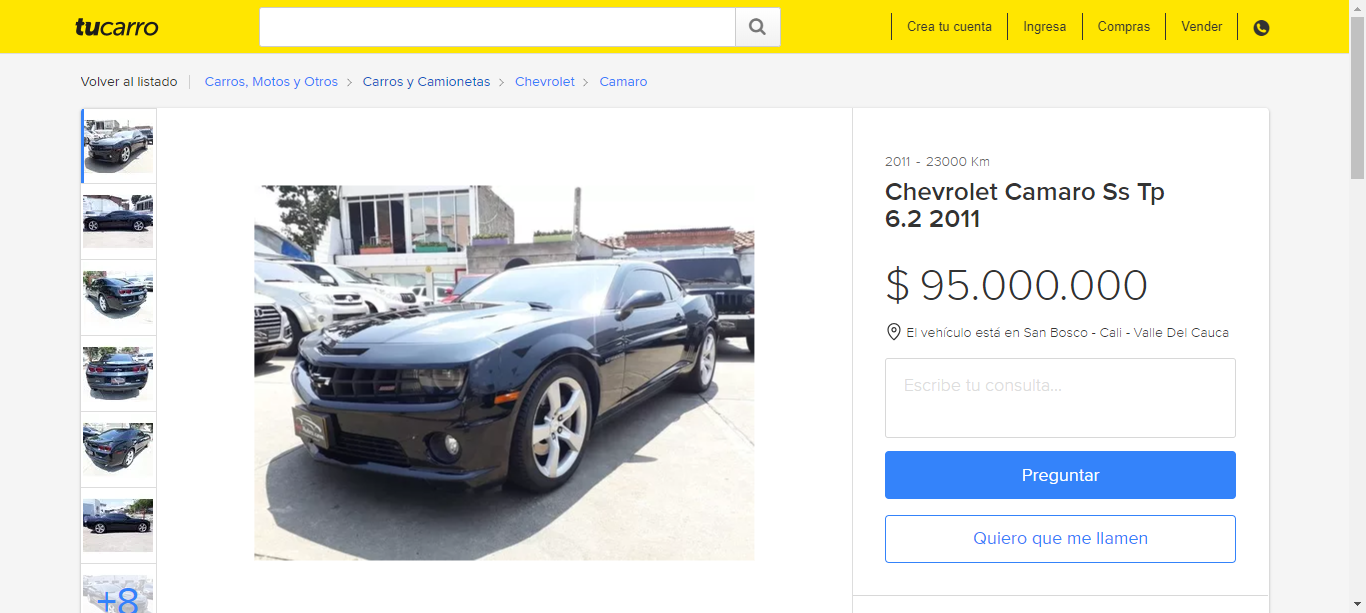 tucarro
Crea tu cuenta
Ingresa
Compras
Vender
Volver al listado
Carros, Motos y Otros
Carros y Camionetas
Chevrolet
Camaro
2011 - 23000 Km
Chevrolet Camaro Ss Tp
6.2 2011
$ 95.000.000
El vehículo está en San Bosco - Cali - Valle Del Cauca
Escribe tu consulta...
Preguntar
Quiero que me llamen
+8